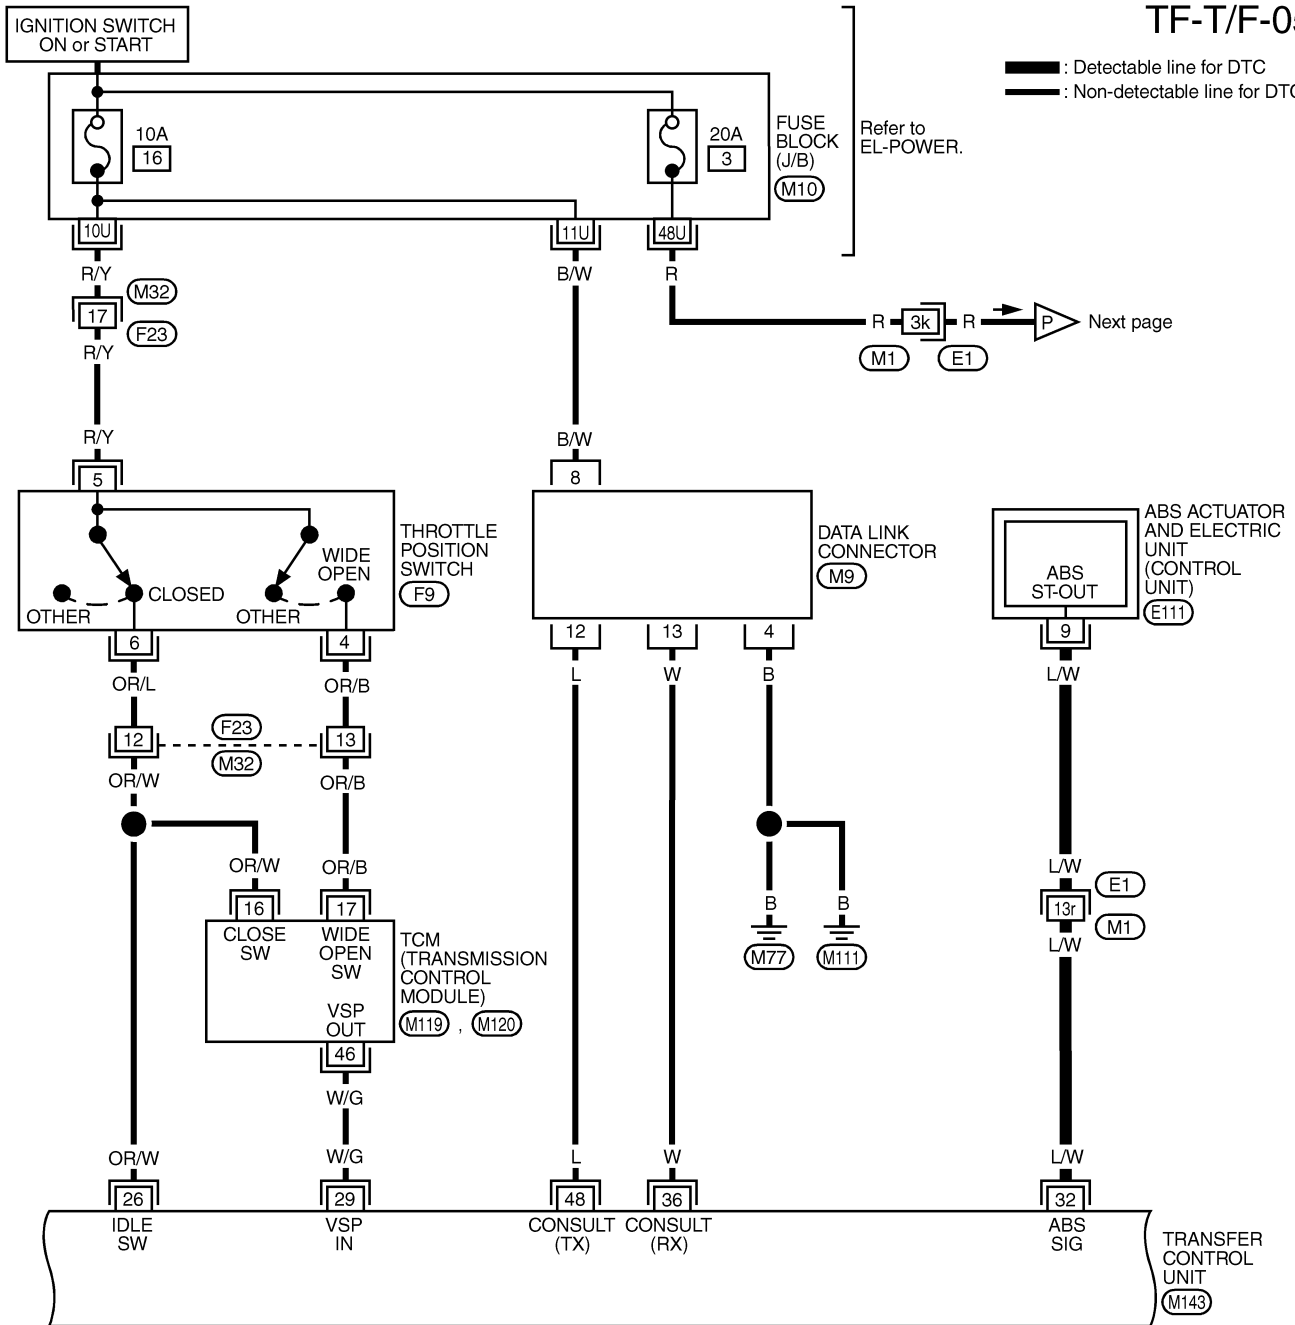 TF-T/F-05
IGNITION SWITCH
ON or START
: Detectable line for DTC
: Non-detectable line for DTC
10A
16
20A
3
FUSE
BLOCK
(J/B)
M10
Refer to
EL-POWER.
10U
11U
48U
R/Y
B/W
R
M32
17
F23
R/Y
R
3k
R
P
Next page
M1
E1
R/Y
B/W
5
8
THROTTLE
POSITION
SWITCH
F9
WIDE
OPEN
CLOSED
OTHER
OTHER
DATA LINK
CONNECTOR
M9
ABS ACTUATOR
AND ELECTRIC
UNIT
(CONTROL
UNIT)
E111
ABS
ST-OUT
6
4
12
13
4
9
OR/L
OR/B
L
W
B
L/W
12
F23
M32
13
OR/W
OR/B
OR/W
OR/B
L/W
E1
13r
M1
L/W
16
17
B
B
M77
M111
CLOSE
SW
WIDE
OPEN
SW
VSP
OUT
TCM
(TRANSMISSION
CONTROL
MODULE)
M119 , M120
46
W/G
OR/W
W/G
L
W
L/W
26
29
48
36
32
IDLE
SW
VSP
IN
CONSULT
(TX)
CONSULT
(RX)
ABS
SIG
TRANSFER
CONTROL
UNIT
M143